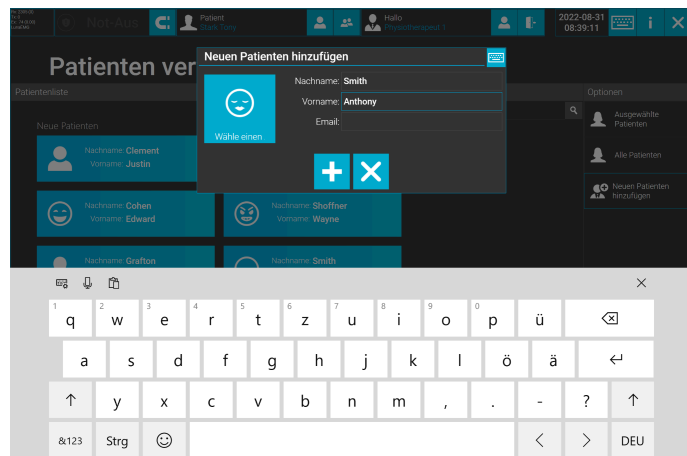 Not-Aus
Patient
Stark Tony
Hallo
Physiotherapeut 1
2022-08-31
08:39:11
Patienten ver
Neuen Patienten hinzufügen
Nachname: Smith
Vorname: Anthony
Email:
Wähle einen
Patientenliste
Optionen
Neue Patienten
Ausgewählte
Patienten
Alle Patienten
Neuen Patienten
hinzufügen
Nachname: Clement
Vorname: Justin
Nachname: Cohen
Vorname: Edward
Nachname: Shoffner
Vorname: Wayne
Nachname: Grafton
Nachname: Smith
1 q 2 w 3 e 4 r 5 t 6 z 7 u 8 i 9 o 0 p ü
a s d f g h j k l ö ä
y x c v b n m , . - ?
&123 Strg DEU